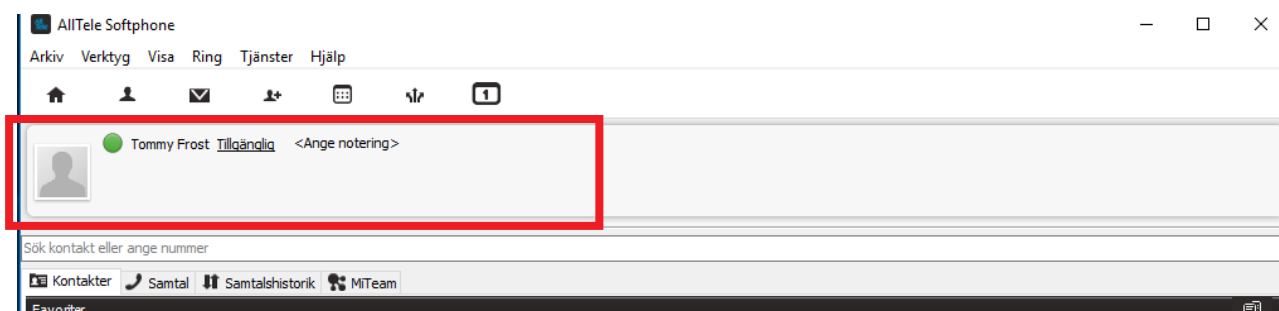 AllTele Softphone
Arkiv Verktyg Visa Ring Tjänster Hjälp
1
Tommy Frost Tillgänglig <Ange notering>
Sök kontakt eller ange nummer
Kontakter Samtal Samtalshistorik MiTeam
Favoriter